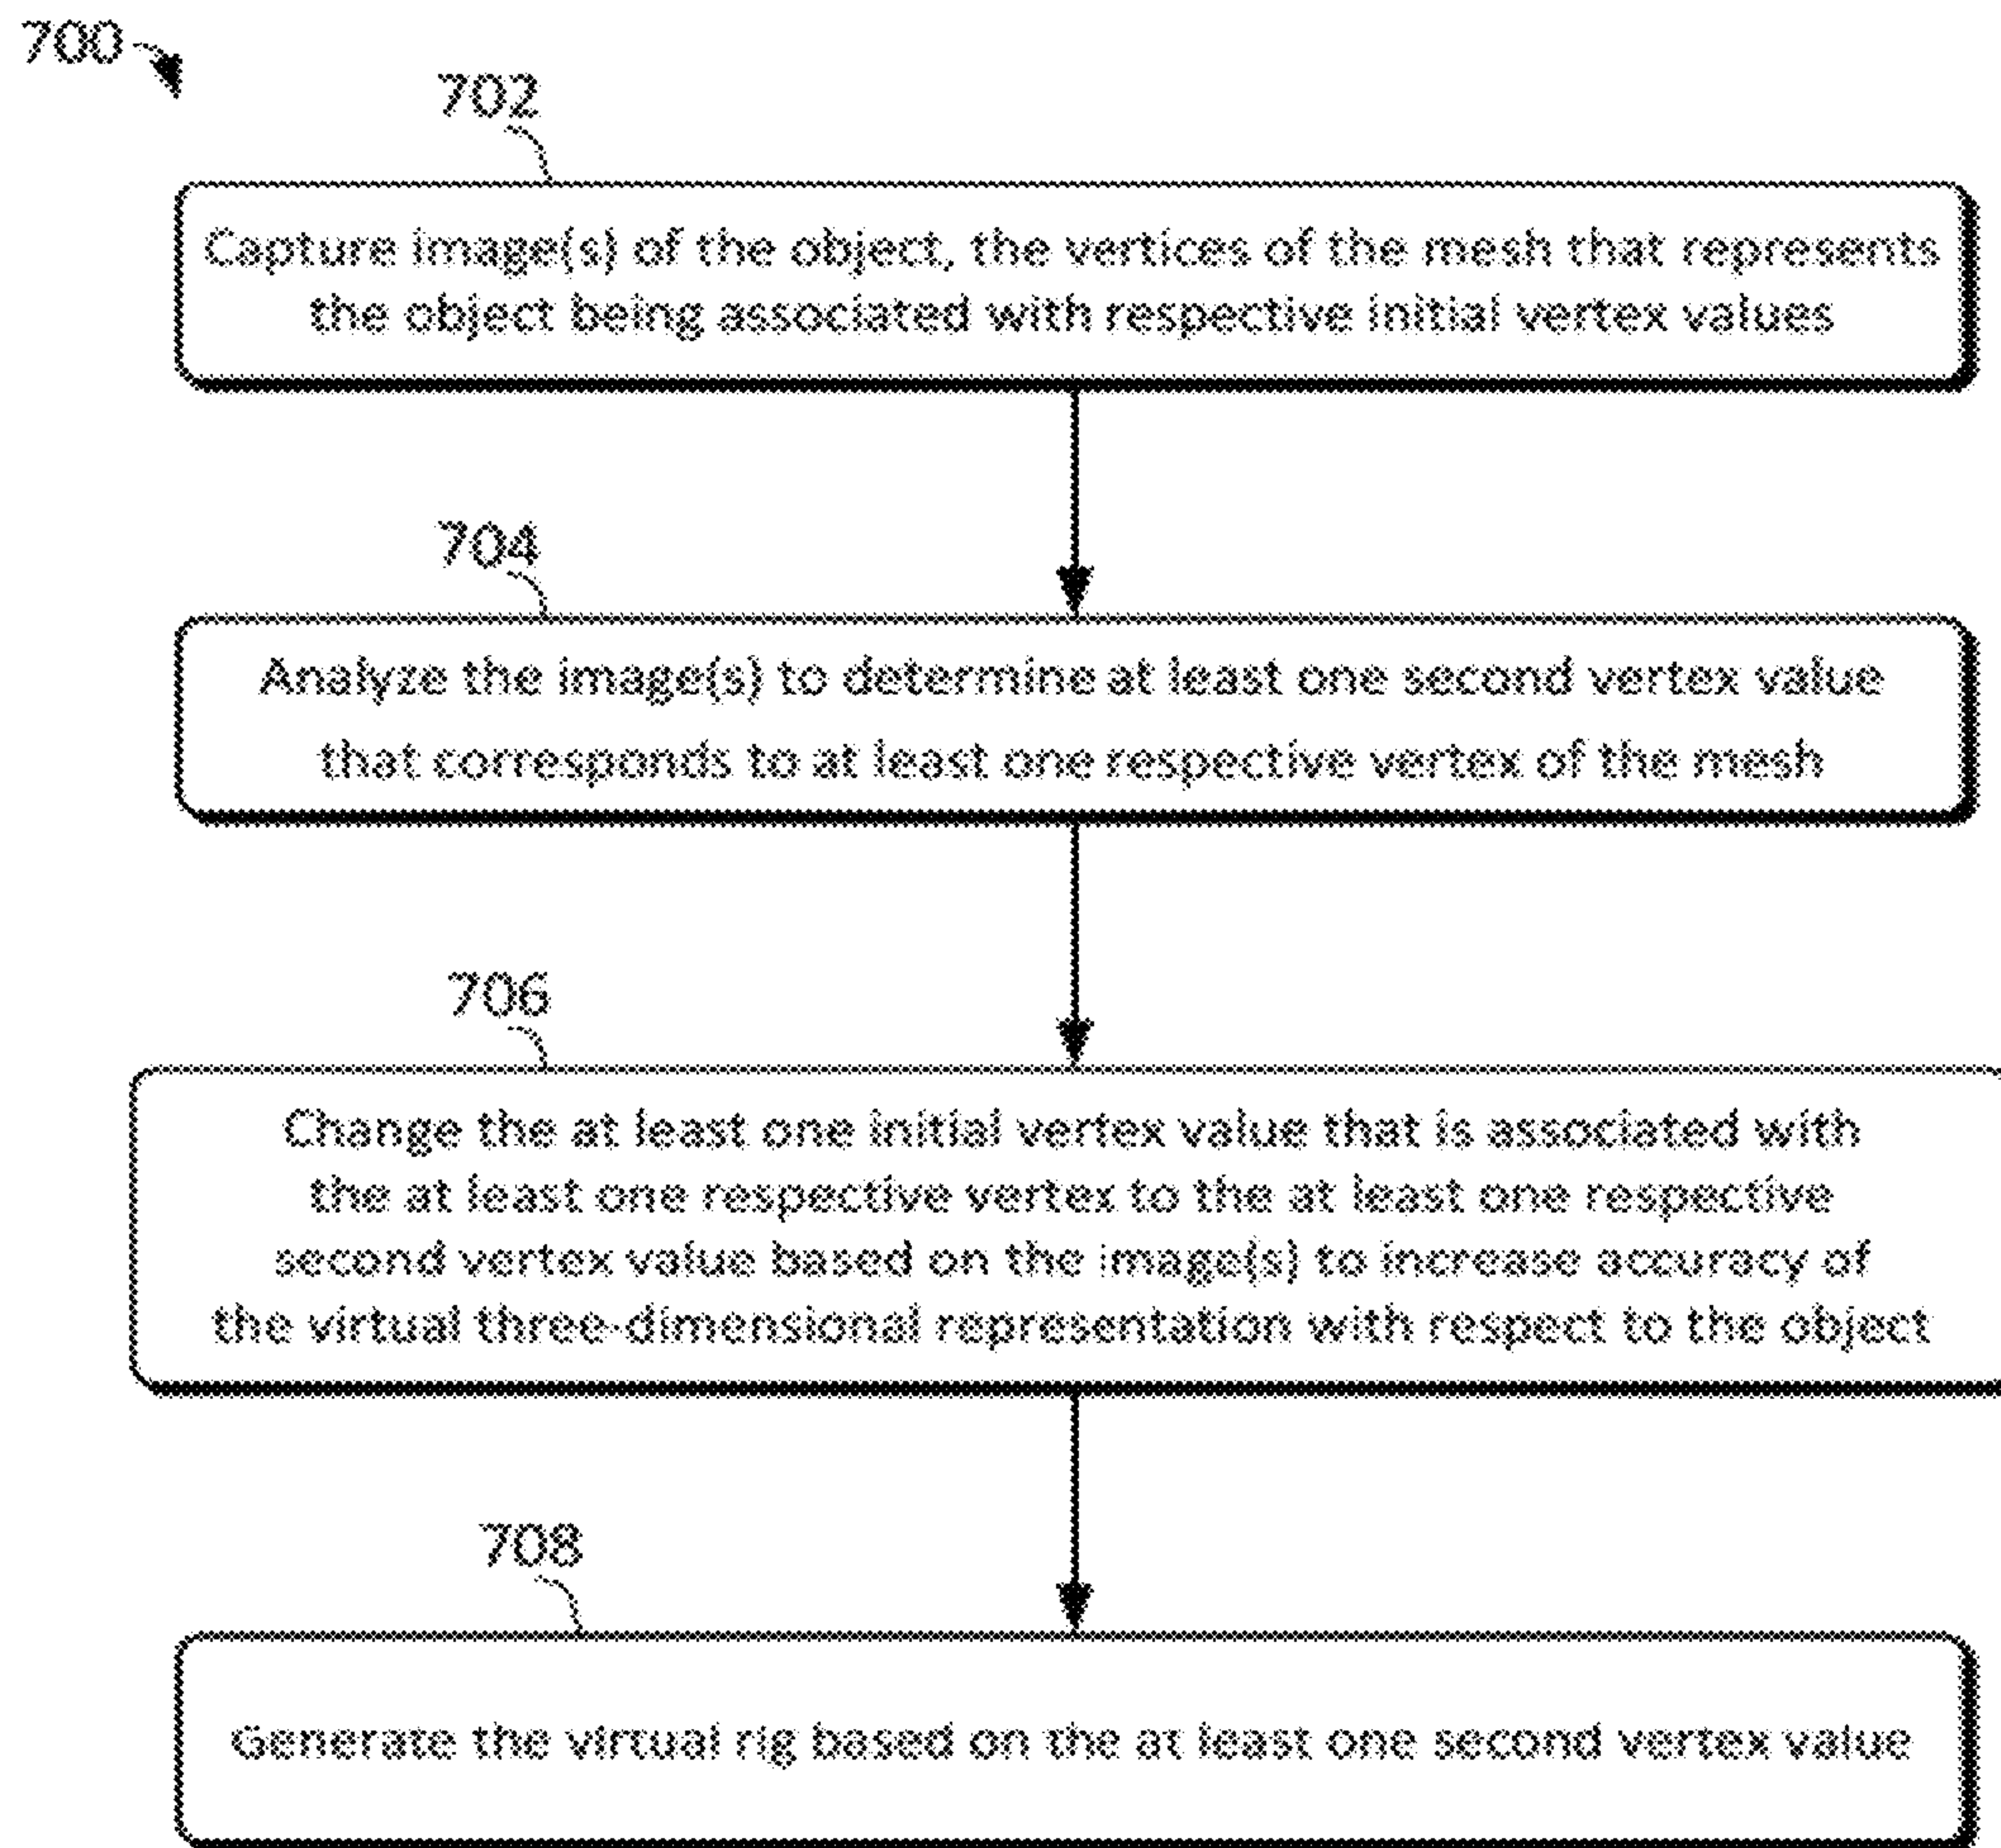 700
702
Capture image(s) of the object, the vertices of the mesh that represents
the object being associated with respective initial vertex values
704
Analyze the image(s) to determine at least one second vertex value
that corresponds to at least one respective vertex of the mesh
706
Change the at least one initial vertex value that is associated with
the at least one respective vertex to the at least one respective
second vertex value based on the image(s) to increase accuracy of
the virtual three-dimensional representation with respect to the object
708
Generate the virtual rig based on the at least one second vertex value